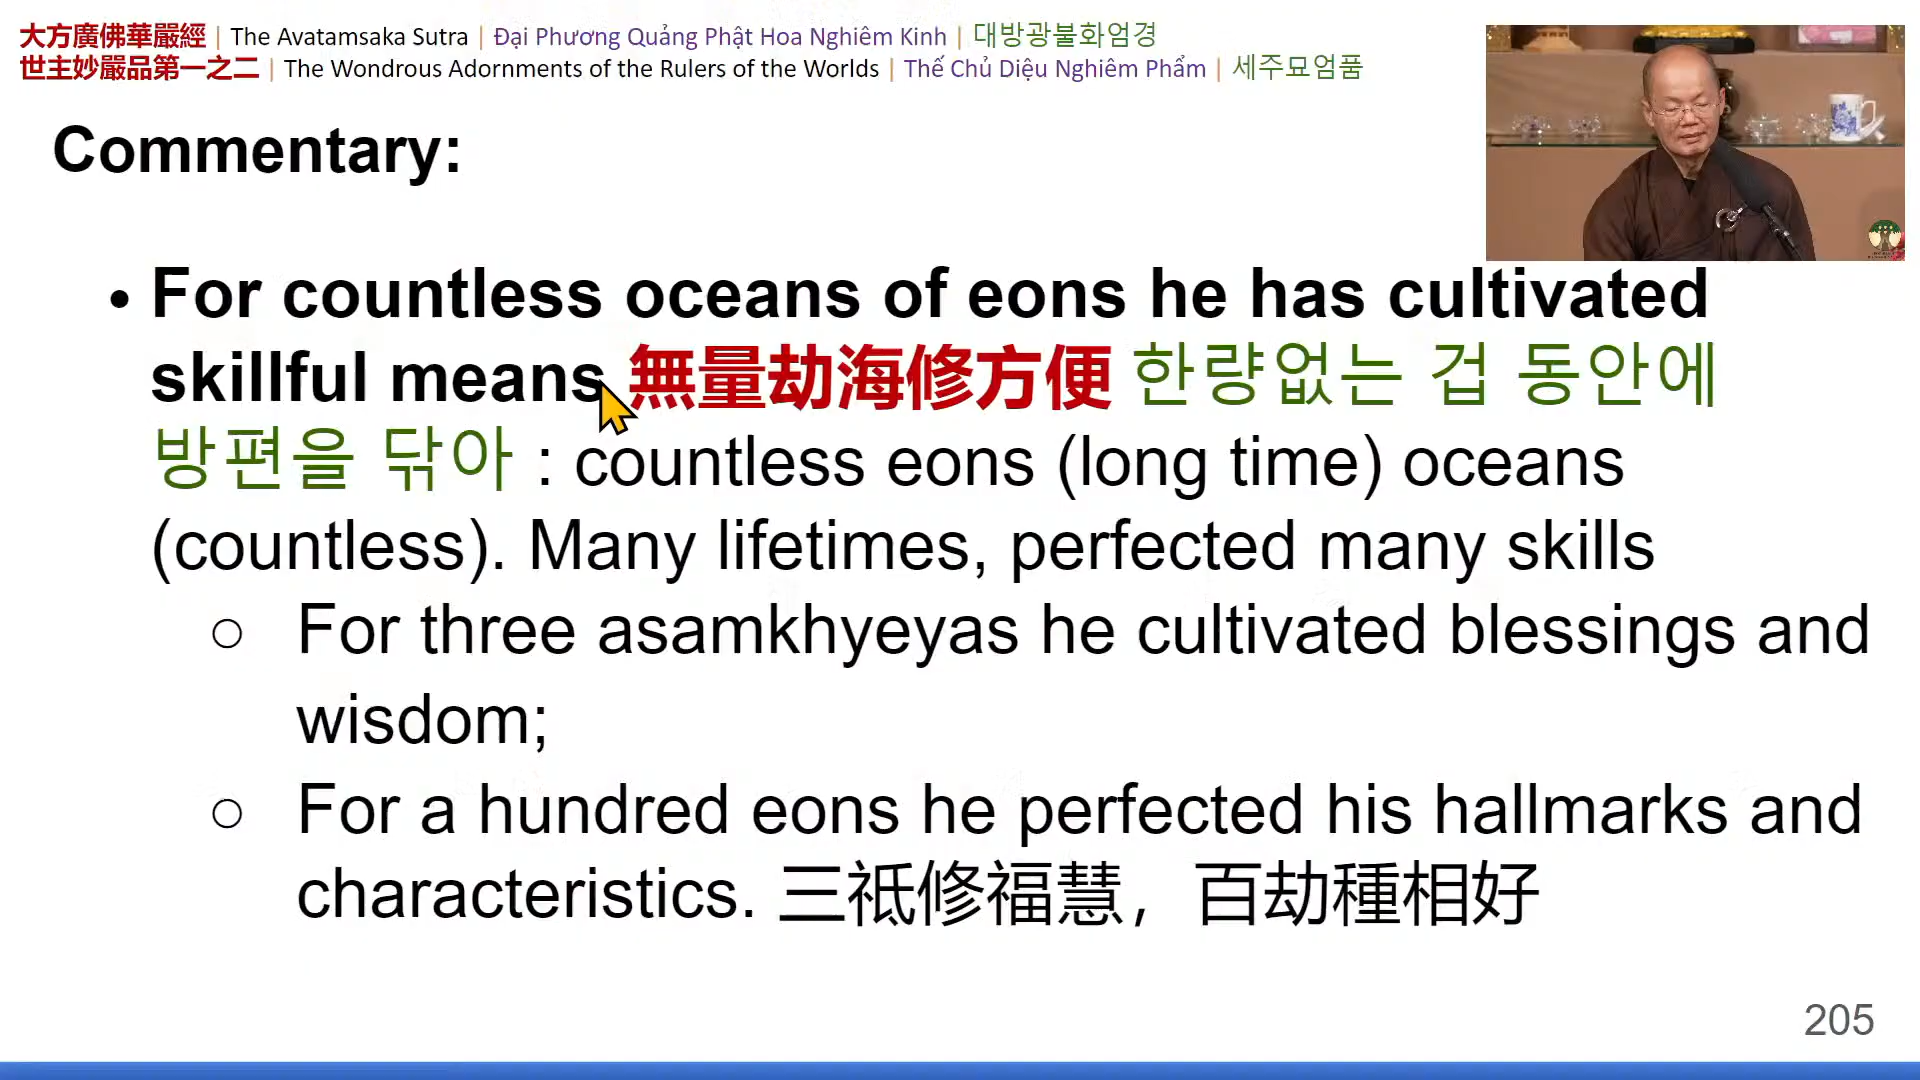 大方廣佛華嚴經 | The Avatamsaka Sutra | Đại Phương Quảng Phật Hoa Nghiêm Kinh | 대방광불화엄경
世主妙嚴品第一之二 | The Wondrous Adornments of the Rulers of the Worlds | Thế Chủ Diệu Nghiêm Phẩm | 세주묘엄품
Commentary:
• For countless oceans of eons he has cultivated
skillful means 無量劫海修方便 한량없는 겁 동안에
방편을 닦아 : countless eons (long time) oceans
(countless). Many lifetimes, perfected many skills
○ For three asamkhyeyas he cultivated blessings and
wisdom;
○ For a hundred eons he perfected his hallmarks and
characteristics. 三祇修福慧，百劫種相好
205